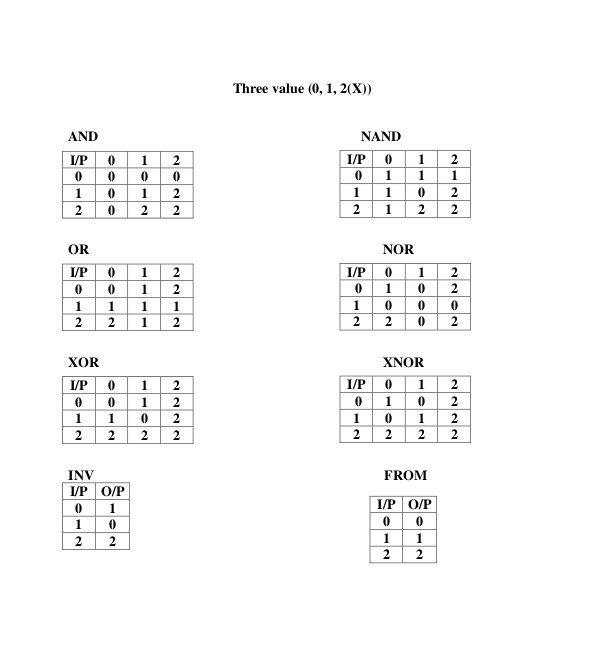 Three value (0, 1, 2(X))
AND
I/P 0 1 2
0 0 0 0
1 0 1 2
2 0 2 2
NAND
I/P 0 1 2
0 1 1 1
1 1 0 2
2 1 2 2
OR
I/P 0 1 2
0 0 1 2
1 1 1 1
2 2 1 2
NOR
I/P 0 1 2
0 1 0 2
1 0 0 0
2 2 0 2
XOR
I/P 0 1 2
0 0 1 2
1 1 0 2
2 2 2 2
XNOR
I/P 0 1 2
0 1 0 2
1 0 1 2
2 2 2 2
INV
I/P O/P
0 1
1 0
2 2
FROM
I/P O/P
0 0
1 1
2 2